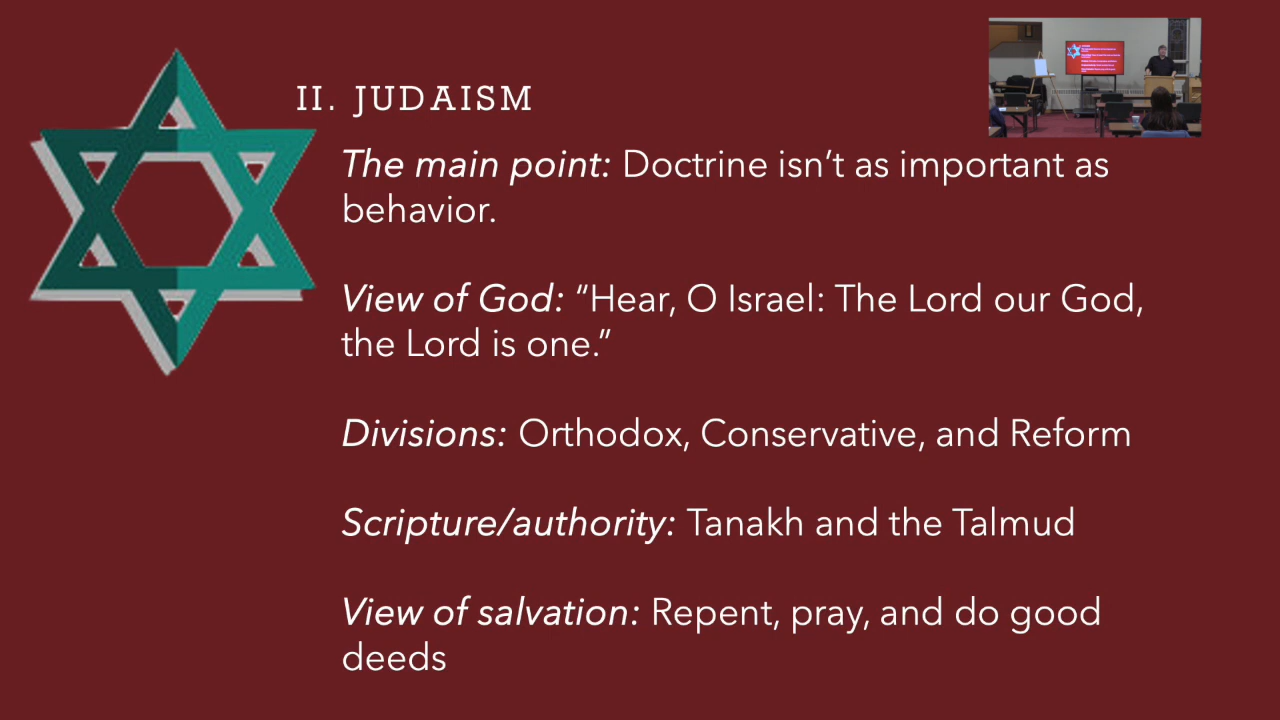 II. JUDAISM
The main point: Doctrine isn’t as important as
behavior.
View of God: “Hear, O Israel: The Lord our God,
the Lord is one.”
Divisions: Orthodox, Conservative, and Reform
Scripture/authority: Tanakh and the Talmud
View of salvation: Repent, pray, and do good
deeds